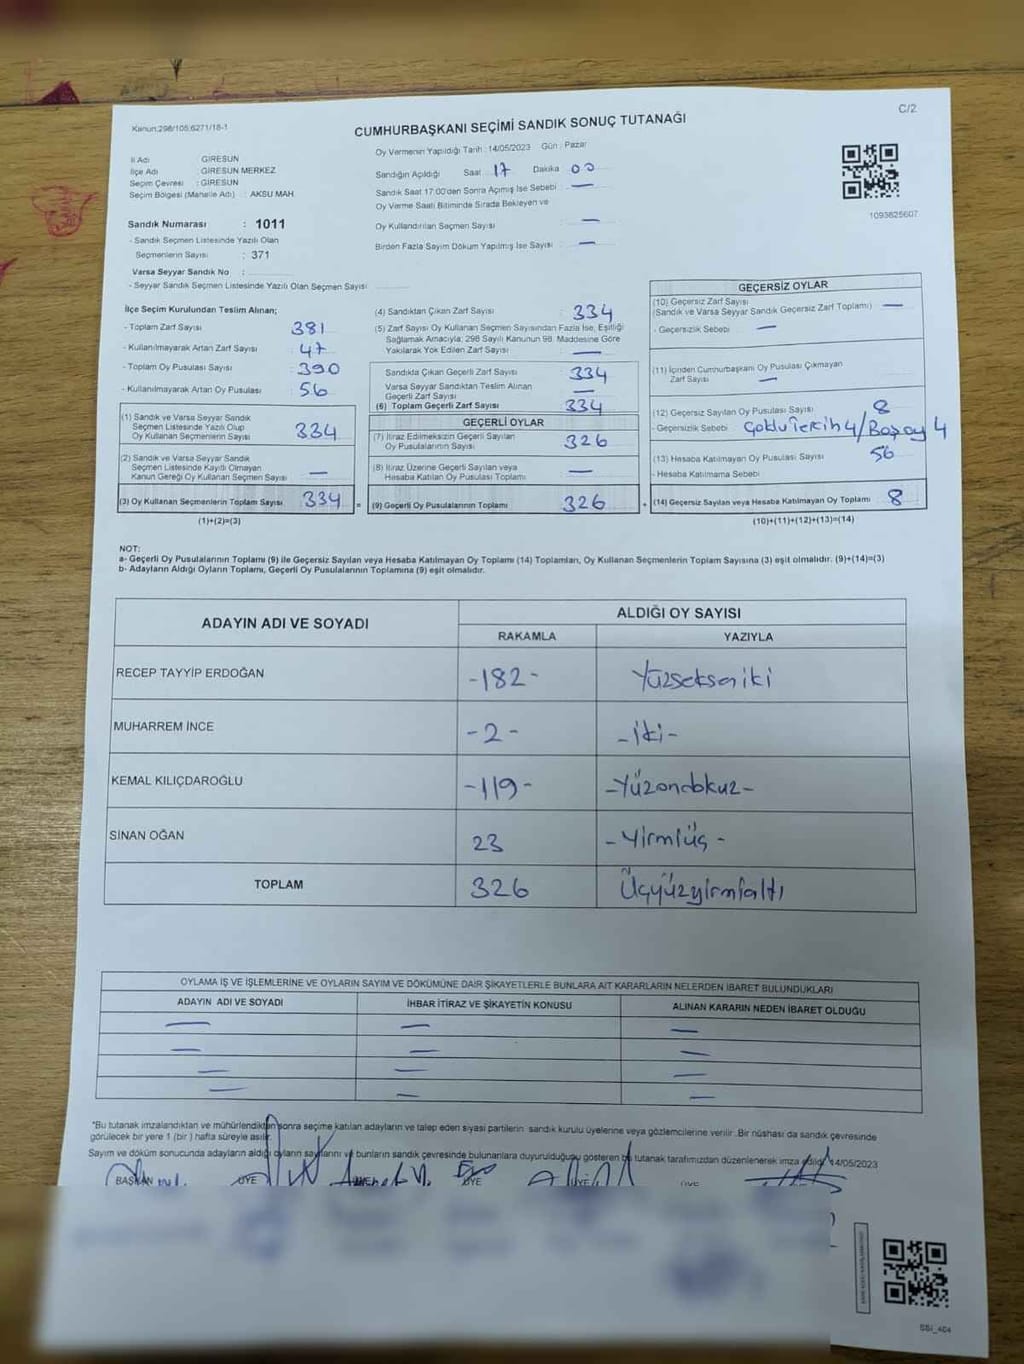 C/2
Kanun:298/105;6271/18-1
CUMHURBAŞKANI SEÇİMİ SANDIK SONUÇ TUTANAĞI
İl Adı : GİRESUN
İlçe Adı : GİRESUN MERKEZ
Seçim Çevresi : GİRESUN
Seçim Bölgesi (Mahalle Adı) : AKSU MAH
Oy Vermenin Yapıldığı Tarih : 14/05/2023 Gün : Pazar
Sandığın Açıldığı Saat 17 Dakika 00
Sandık Saat 17:00'den Sonra Açılmış İse Sebebi : —
Oy Verme Saati Bitiminde Sırada Bekleyen ve
Oy Kullandırılan Seçmen Sayısı : —
Birden Fazla Sayım Döküm Yapılmış İse Sayısı : —
1093625607
Sandık Numarası : 1011
- Sandık Seçmen Listesinde Yazılı Olan
Seçmenlerin Sayısı : 371
Varsa Seyyar Sandık No :
- Seyyar Sandık Seçmen Listesinde Yazılı Olan Seçmen Sayısı
İlçe Seçim Kurulundan Teslim Alınan;
- Toplam Zarf Sayısı : 381
- Kullanılmayarak Artan Zarf Sayısı : 47
- Toplam Oy Pusulası Sayısı : 390
- Kullanılmayarak Artan Oy Pusulası : 56
(1) Sandık ve Varsa Seyyar Sandık
Seçmen Listesinde Yazılı Olup
Oy Kullanan Seçmenlerin Sayısı 334
(2) Sandık ve Varsa Seyyar Sandık
Seçmen Listesinde Kayıtlı Olmayan
Kanun Gereği Oy Kullanan Seçmen Sayısı —
(3) Oy Kullanan Seçmenlerin Toplam Sayısı 334 =
(1)+(2)=(3)
(4) Sandıktan Çıkan Zarf Sayısı : 334
(5) Zarf Sayısı Oy Kullanan Seçmen Sayısından Fazla İse, Eşitliği
Sağlamak Amacıyla; 298 Sayılı Kanunun 98. Maddesine Göre
Yakılarak Yok Edilen Zarf Sayısı : —
Sandıkta Çıkan Geçerli Zarf Sayısı : 334
Varsa Seyyar Sandıktan Teslim Alınan
Geçerli Zarf Sayısı : —
(6) Toplam Geçerli Zarf Sayısı : 334
GEÇERLİ OYLAR
(7) İtiraz Edilmeksizin Geçerli Sayılan
Oy Pusulalarının Sayısı : 326
(8) İtiraz Üzerine Geçerli Sayılan veya
Hesaba Katılan Oy Pusulası Toplamı : —
(9) Geçerli Oy Pusulalarının Toplamı : 326 +
GEÇERSİZ OYLAR
(10) Geçersiz Zarf Sayısı
(Sandık ve Varsa Seyyar Sandık Geçersiz Zarf Toplamı) : —
- Geçersizlik Sebebi : —
(11) İçinden Cumhurbaşkanı Oy Pusulası Çıkmayan
Zarf Sayısı : —
(12) Geçersiz Sayılan Oy Pusulası Sayısı : 8
- Geçersizlik Sebebi : Çoklu Tercih 4/Boş oy 4
(13) Hesaba Katılmayan Oy Pusulası Sayısı : 56
- Hesaba Katılmama Sebebi
(14) Geçersiz Sayılan veya Hesaba Katılmayan Oy Toplamı : 8
(10)+(11)+(12)+(13)=(14)
NOT:
a- Geçerli Oy Pusulalarının Toplamı (9) ile Geçersiz Sayılan veya Hesaba Katılmayan Oy Toplamı (14) Toplamları, Oy Kullanan Seçmenlerin Toplam Sayısına (3) eşit olmalıdır. (9)+(14)=(3)
b- Adayların Aldığı Oyların Toplamı, Geçerli Oy Pusulalarının Toplamına (9) eşit olmalıdır.
ADAYIN ADI VE SOYADI ALDIĞI OY SAYISI
RAKAMLA YAZIYLA
RECEP TAYYİP ERDOĞAN -182- Yüzsekseniki
MUHARREM İNCE -2- -iki-
KEMAL KILIÇDAROĞLU -119- -Yüzondokuz-
SİNAN OĞAN 23 -Yirmiüç-
TOPLAM 326 Üçyüzyirmialtı
OYLAMA İŞ VE İŞLEMLERİNE VE OYLARIN SAYIM VE DÖKÜMÜNE DAİR ŞİKAYETLERLE BUNLARA AİT KARARLARIN NELERDEN İBARET BULUNDUKLARI
ADAYIN ADI VE SOYADI İHBAR İTİRAZ VE ŞİKAYETİN KONUSU ALINAN KARARIN NEDEN İBARET OLDUĞU
— — —
— — —
— — —
— — —
"Bu tutanak imzalandıktan ve mühürlendikten sonra seçime katılan adayların ve talep eden siyasi partilerin sandık kurulu üyelerine veya gözlemcilerine verilir. Bir nüshası da sandık çevresinde
görülecek bir yere 1 (bir) hafta süreyle asılır.
Sayım ve döküm sonucunda adayların aldığı oyların sayılarını ve bunların sandık çevresinde bulunanlara duyurulduğunu gösteren bu tutanak tarafımızdan düzenlenerek imza edildi. 14/05/2023
BAŞKAN ÜYE ÜYE ÜYE ÜYE
SSİ_404